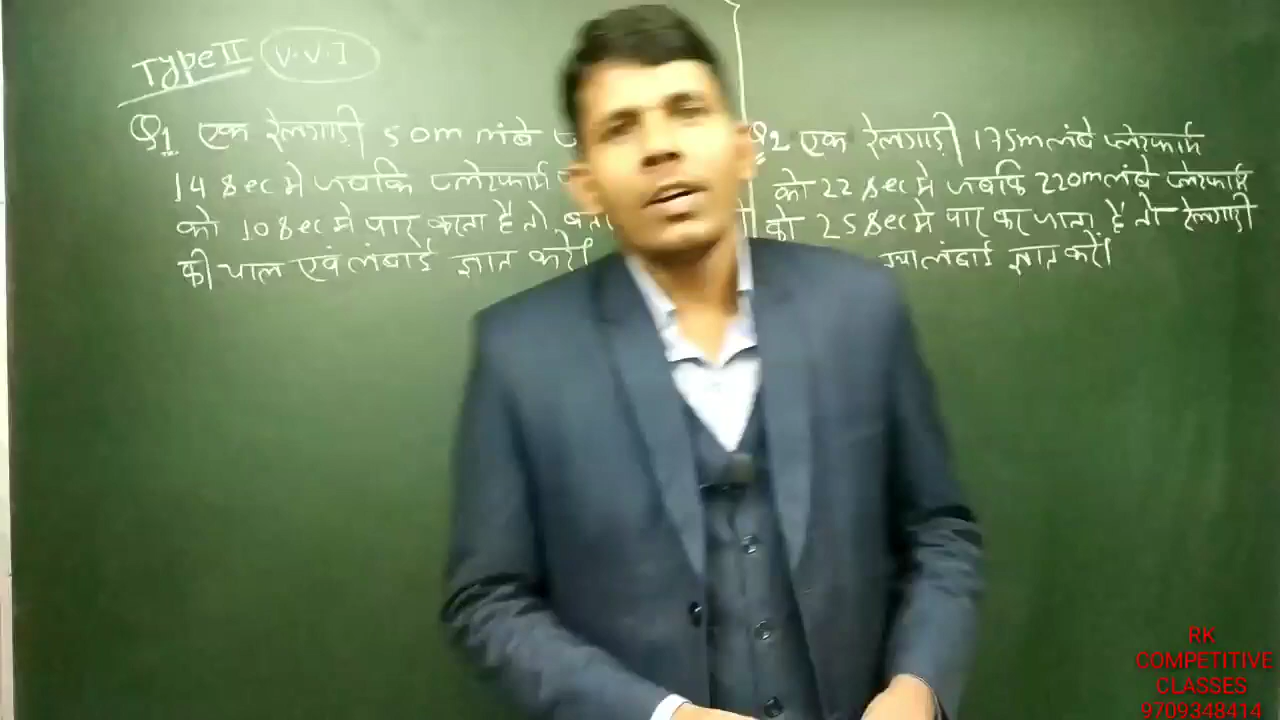 Type II V.V.I
Q1 एक रेलगाड़ी 50m लंबे
14 Sec मे जबकि प्लेटफार्म
को 10 Sec मे पार करता है तो बता
की चाल एवं लंबाई ज्ञात करों
Q2 एक रेलगाड़ी 175m लंबे प्लेटफार्म
को 22 Sec मे जबकि 220m लंबे प्लेटफार्म
को 25 Sec मे पार कर पाता है तो रेलगाड़ी
लंबाई ज्ञात करों
RK
COMPETITIVE
CLASSES
9709348414